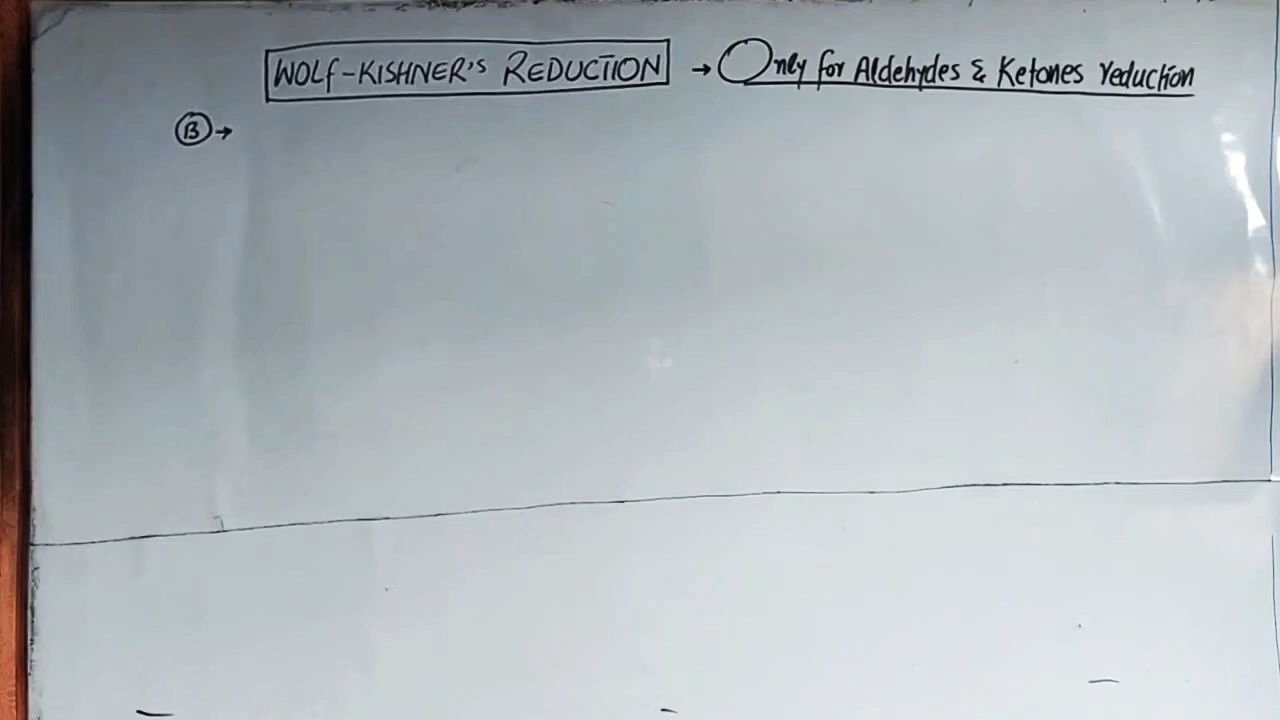 WOLF-KISHNER'S REDUCTION → Only for Aldehydes & Ketones reduction
B →